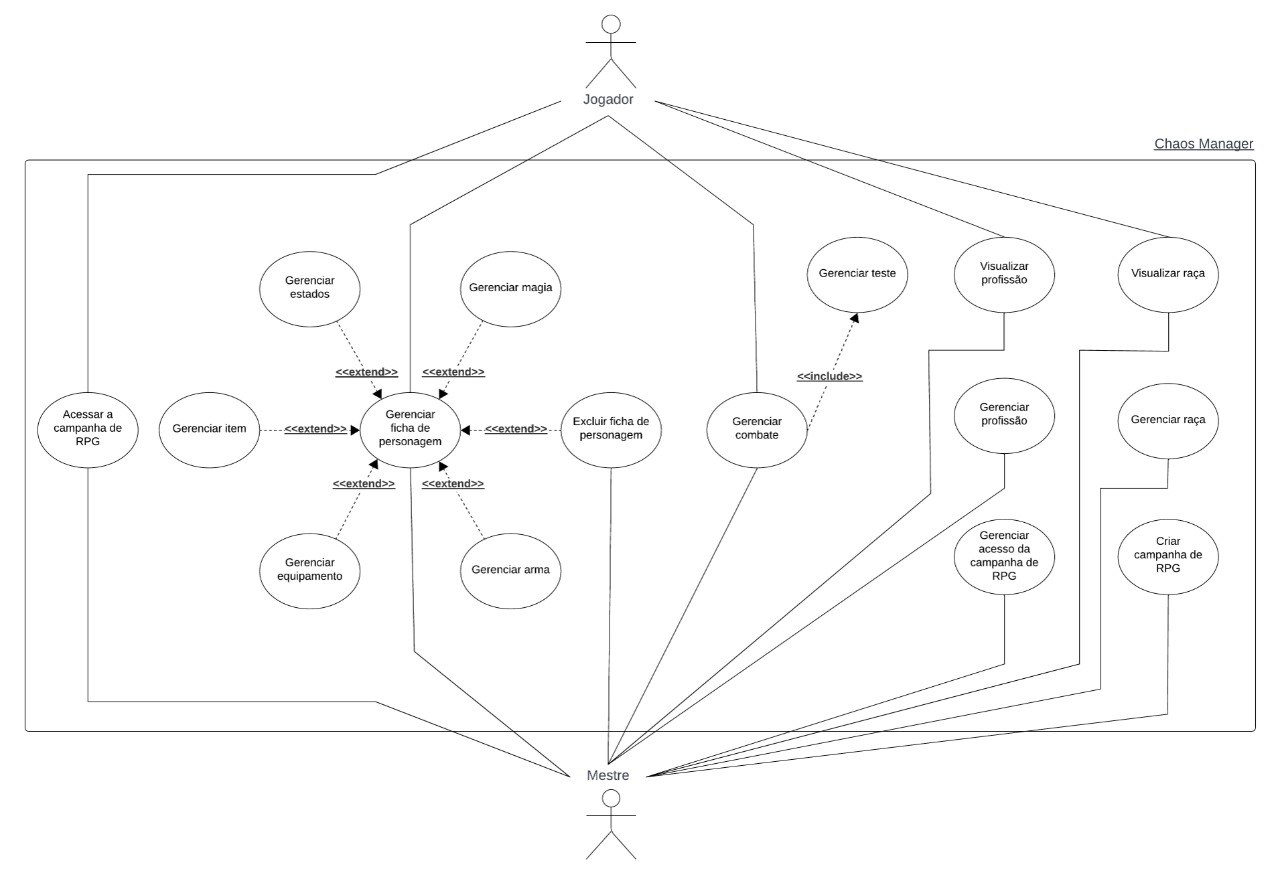 Jogador
Chaos Manager
Gerenciar
estados
Gerenciar magia
Gerenciar teste
Visualizar
profissão
Visualizar raça
<<extend>>
<<extend>>
<<include>>
Acessar a
campanha de
RPG
Gerenciar item
<<extend>>
Gerenciar
ficha de
personagem
<<extend>>
Excluir ficha de
personagem
Gerenciar
combate
Gerenciar
profissão
Gerenciar raça
<<extend>>
<<extend>>
Gerenciar
equipamento
Gerenciar arma
Gerenciar
acesso da
campanha de
RPG
Criar
campanha de
RPG
Mestre